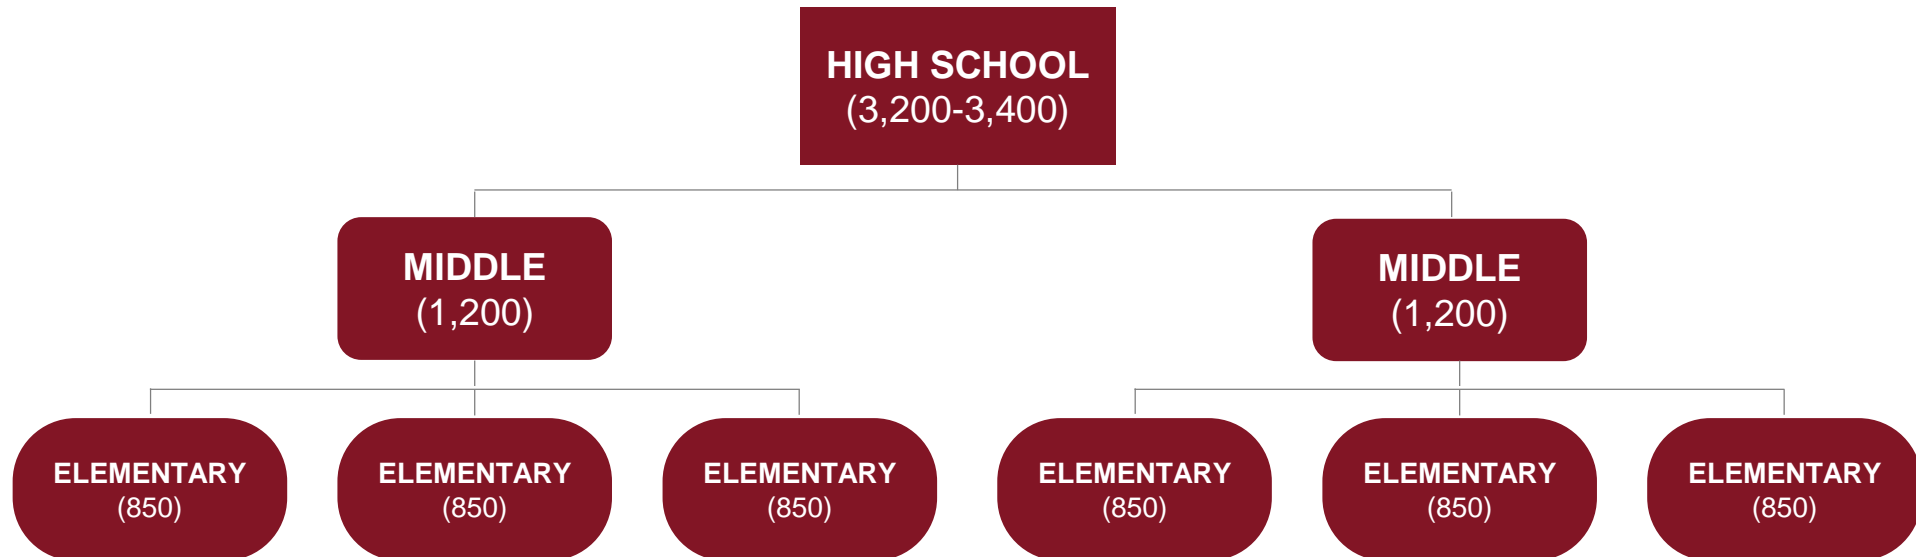 HIGH SCHOOL
(3,200-3,400)
MIDDLE
(1,200)
MIDDLE
(1,200)
ELEMENTARY
(850)
ELEMENTARY
(850)
ELEMENTARY
(850)
ELEMENTARY
(850)
ELEMENTARY
(850)
ELEMENTARY
(850)